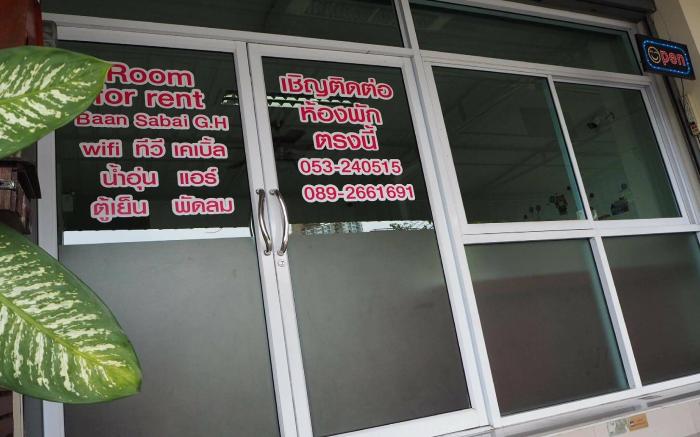 Room
for rent
Baan Sabai G.H
wifi ทีวี เคเบิ้ล
น้ำอุ่น แอร์
ตู้เย็น พัดลม
เชิญติดต่อ
ห้องพัก
ตรงนี้
053-240515
089-2661691
Open